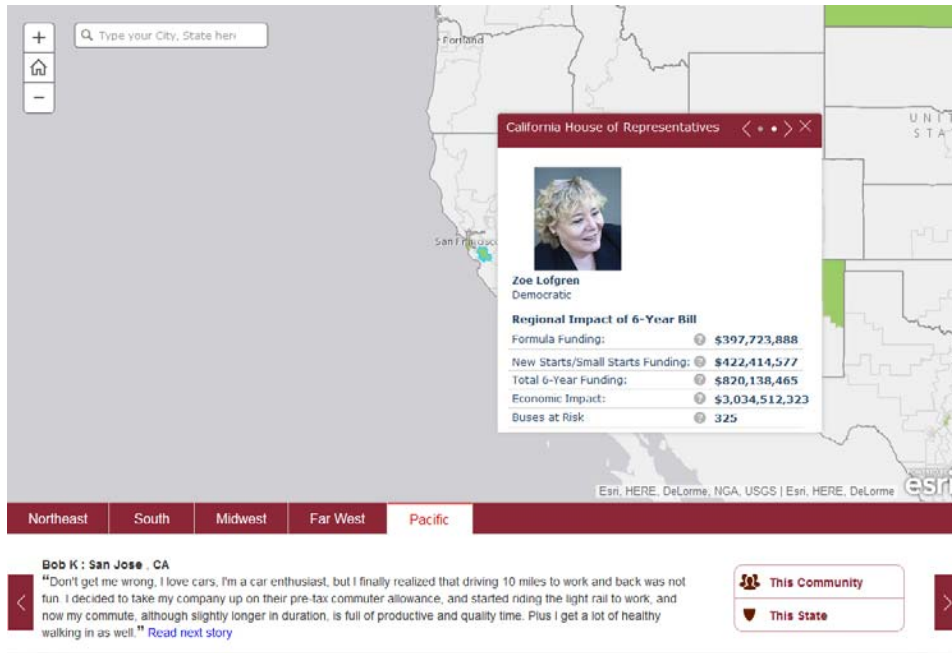 +
Type your City, State here
−
Portland
UNIT
STA
California House of Representatives
San Francisco
Zoe Lofgren
Democratic
Regional Impact of 6-Year Bill
Formula Funding: $397,723,888
New Starts/Small Starts Funding: $422,414,577
Total 6-Year Funding: $820,138,465
Economic Impact: $3,034,512,323
Buses at Risk 325
Esri, HERE, DeLorme, NGA, USGS | Esri, HERE, DeLorme
esri
Northeast South Midwest Far West Pacific
Bob K : San Jose , CA
“Don't get me wrong, I love cars, I'm a car enthusiast, but I finally realized that driving 10 miles to work and back was not
fun. I decided to take my company up on their pre-tax commuter allowance, and started riding the light rail to work, and
now my commute, although slightly longer in duration, is full of productive and quality time. Plus I get a lot of healthy
walking in as well.” Read next story
This Community
This State